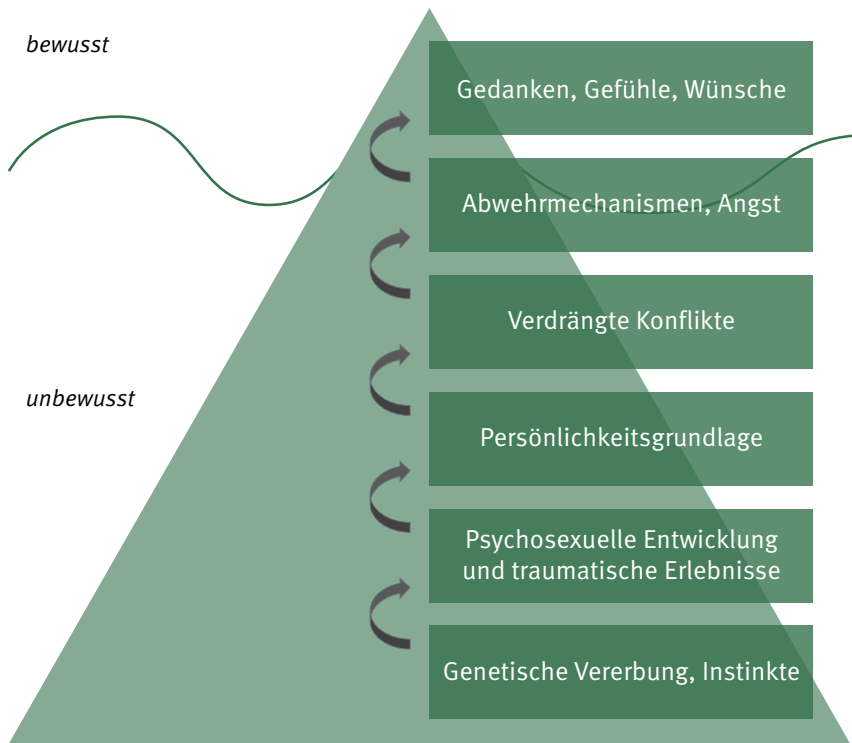 bewusst
Gedanken, Gefühle, Wünsche
Abwehrmechanismen, Angst
Verdrängte Konflikte
unbewusst
Persönlichkeitsgrundlage
Psychosexuelle Entwicklung
und traumatische Erlebnisse
Genetische Vererbung, Instinkte